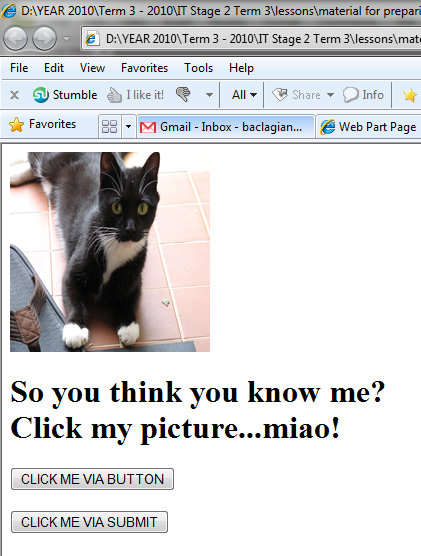 D:\YEAR 2010\Term 3 - 2010\IT Stage 2 Term 3\lessons\material for prepari
D:\YEAR 2010\Term 3 - 2010\IT Stage 2 Term 3\lessons\mate
File Edit View Favorites Tools Help
x Stumble I like it! All Share Info
Favorites Gmail - Inbox - baclagian... Web Part Page
So you think you know me?
Click my picture...miao!
CLICK ME VIA BUTTON
CLICK ME VIA SUBMIT